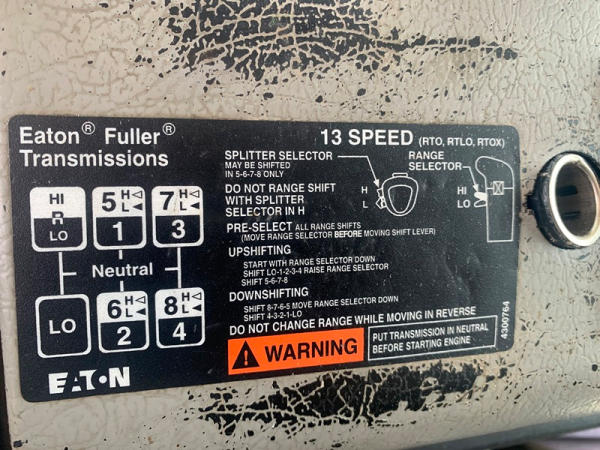 Eaton® Fuller®
Transmissions
13 SPEED (RTO, RTLO, RTOX)
HI
R
LO
5 H L
1
7 H L
3
Neutral
LO
6 H L
2
8 H L
4
EATON
SPLITTER SELECTOR
MAY BE SHIFTED
IN 5-6-7-8 ONLY
H
L
RANGE
SELECTOR
HI
LO
DO NOT RANGE SHIFT
WITH SPLITTER
SELECTOR IN H
PRE-SELECT ALL RANGE SHIFTS
(MOVE RANGE SELECTOR BEFORE MOVING SHIFT LEVER)
UPSHIFTING
START WITH RANGE SELECTOR DOWN
SHIFT LO-1-2-3-4 RAISE RANGE SELECTOR
SHIFT 5-6-7-8
DOWNSHIFTING
SHIFT 8-7-6-5 MOVE RANGE SELECTOR DOWN
SHIFT 4-3-2-1-LO
DO NOT CHANGE RANGE WHILE MOVING IN REVERSE
WARNING
PUT TRANSMISSION IN NEUTRAL
BEFORE STARTING ENGINE
4300764